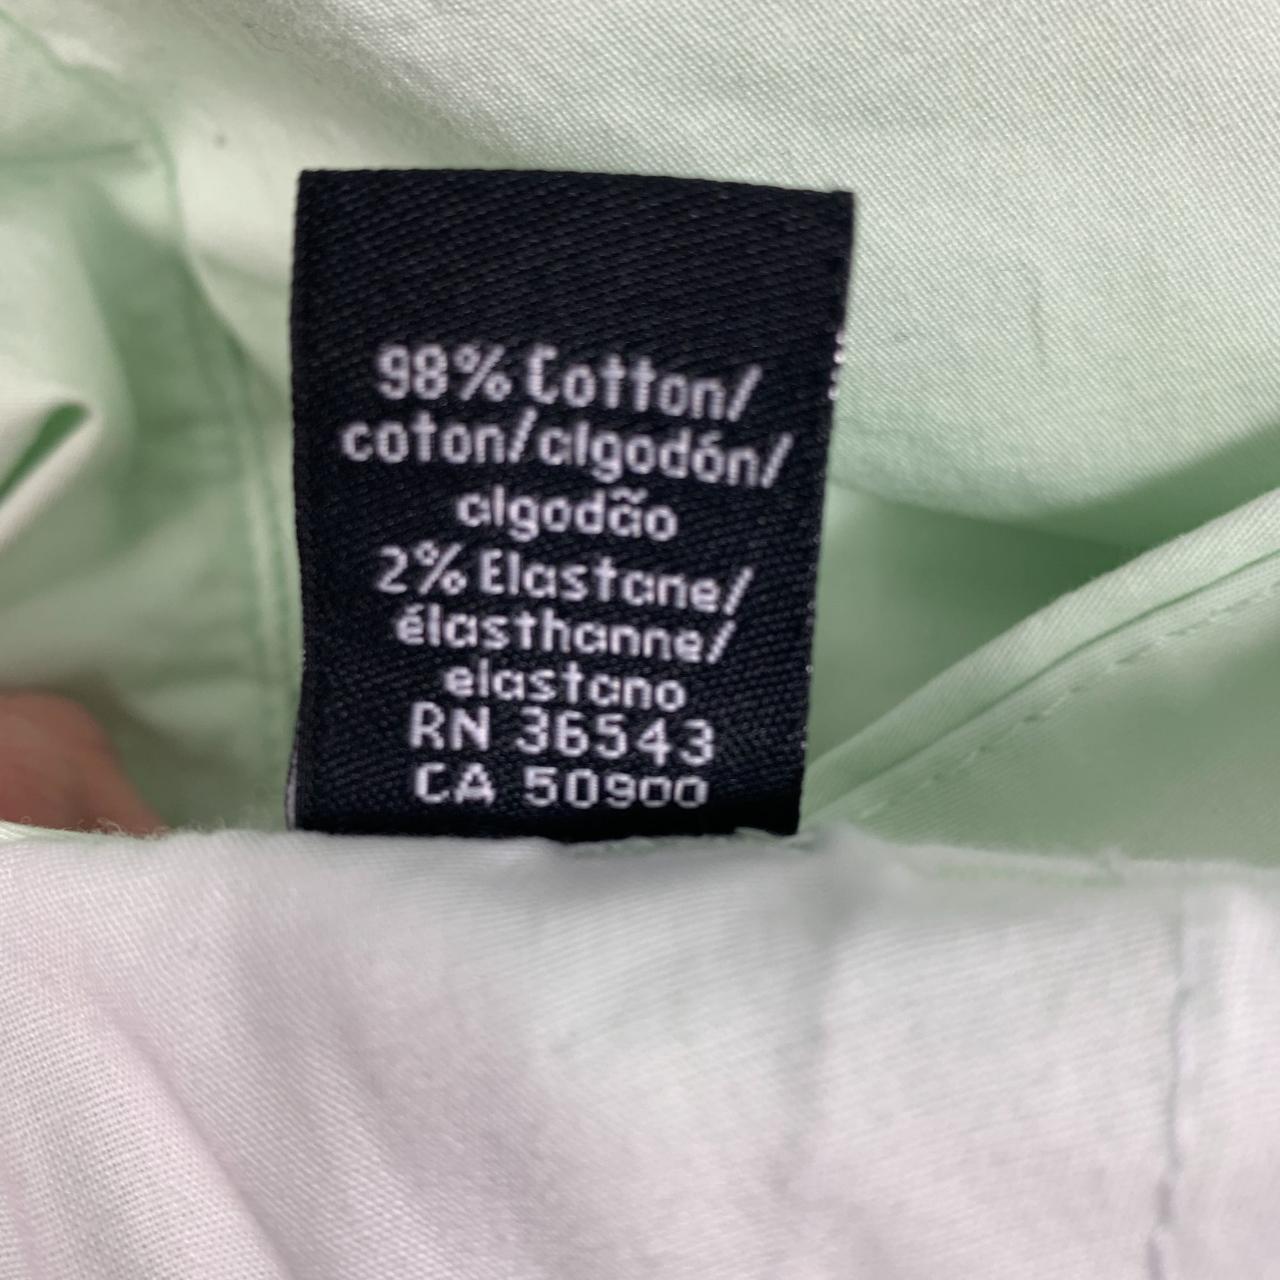 98% Cotton/
coton/algodón/
algodão
2% Elastane/
élasthanne/
elastano
RN 36543
CA 50900